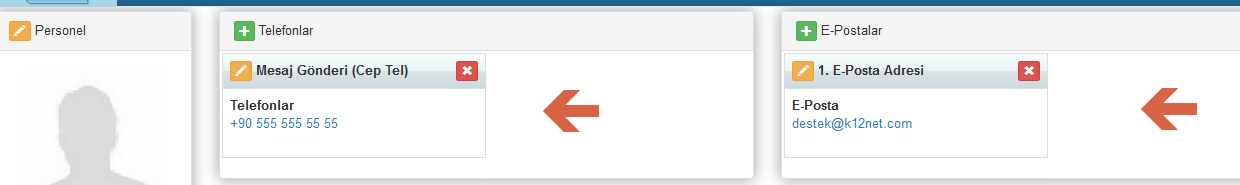 Personel
Telefonlar
Mesaj Gönderi (Cep Tel)
Telefonlar
+90 555 555 55 55
E-Postalar
1. E-Posta Adresi
E-Posta
destek@k12net.com